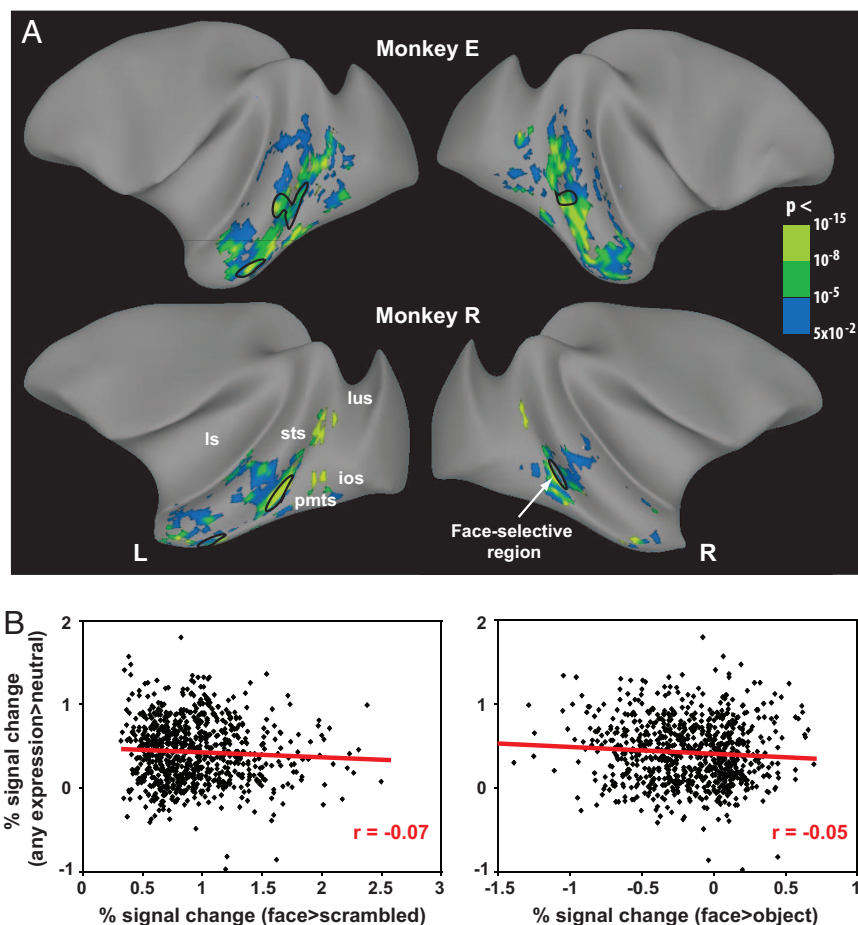 A
Monkey E
p <
10-15
10-8
10-5
5x10-2
Monkey R
lus
ls
sts
ios
pmts
Face-selective
region
L
R
B
% signal change
(any expression>neutral)
2
1
0
-1
r = -0.07
0
0.5
1
1.5
2
2.5
3
% signal change (face>scrambled)
2
1
0
-1
r = -0.05
-1.5
-1
-0.5
0
0.5
1
% signal change (face>object)